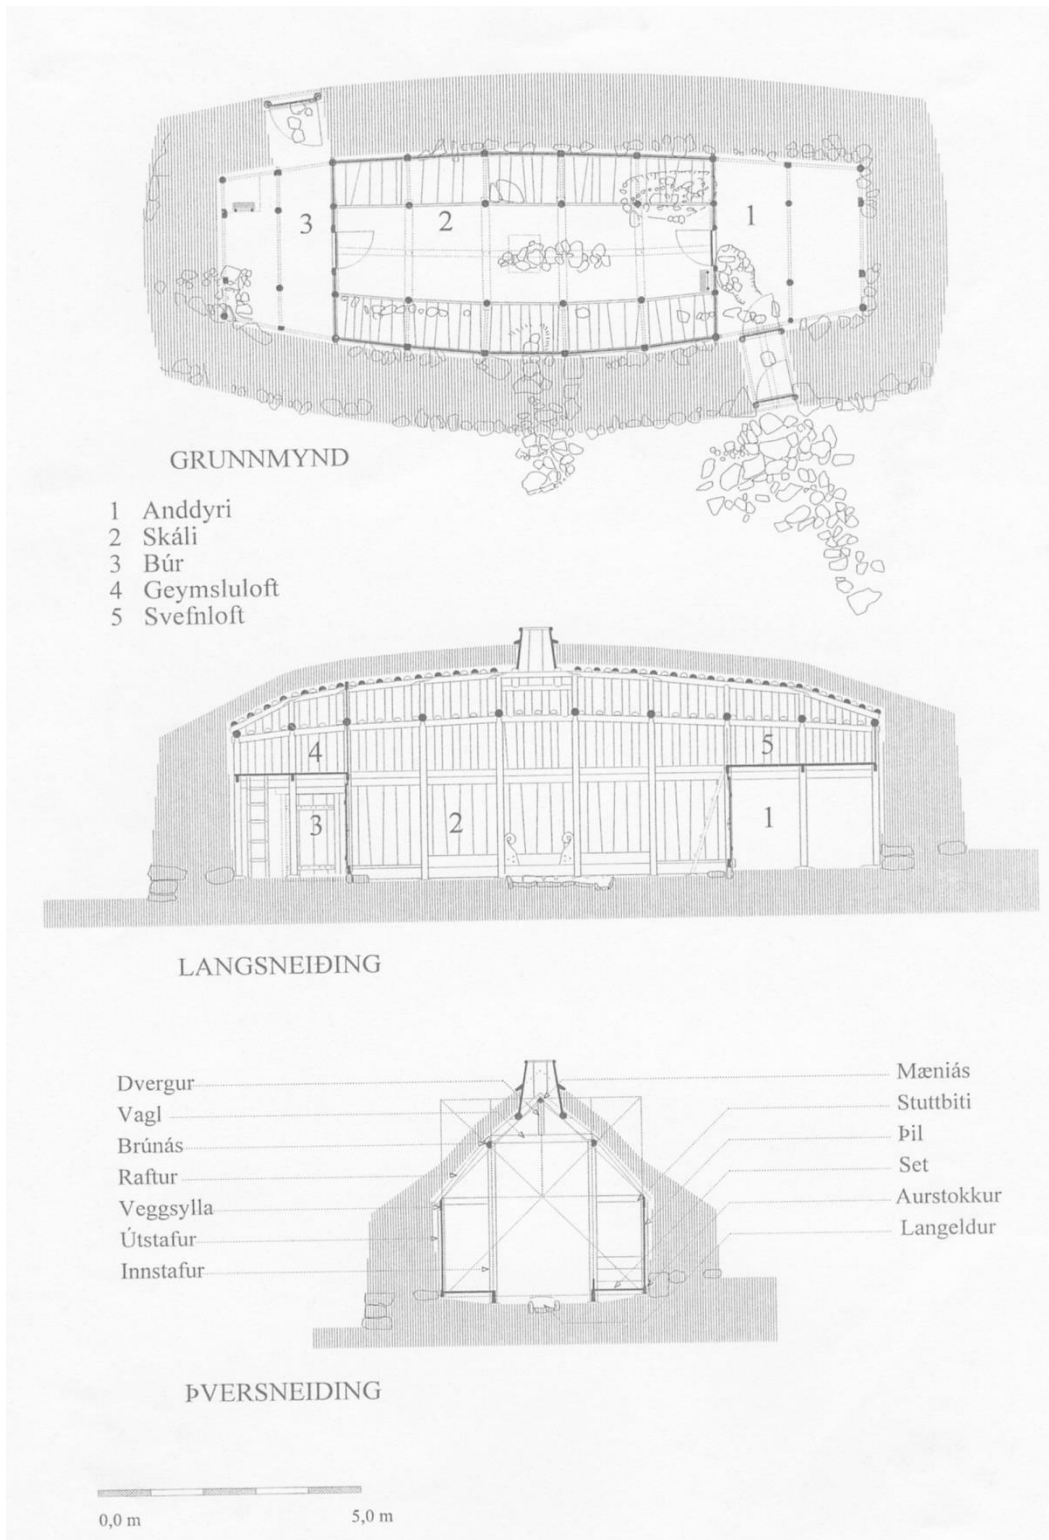 3
2
1
GRUNNMYND
1 Anddyri
2 Skáli
3 Búr
4 Geymsluloft
5 Svefnloft
4
5
3
2
1
LANGSNEIÐING
Dvergur
Vagl
Brúnás
Raftur
Veggsylla
Útstafur
Innstafur
Mæniás
Stuttbiti
Þil
Set
Aurstokkur
Langeldur
ÞVERSNEIDING
0,0 m
5,0 m